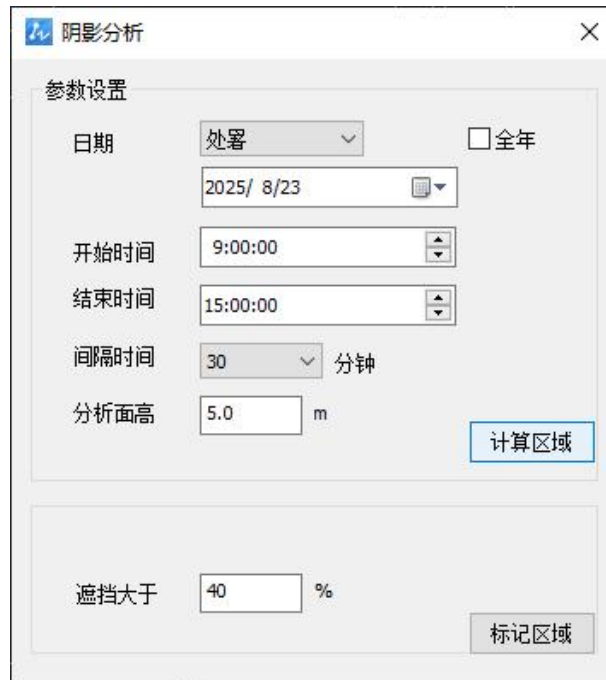 阴影分析
参数设置
日期 处暑 全年
2025/ 8/23
开始时间 9:00:00
结束时间 15:00:00
间隔时间 30 分钟
分析面高 5.0 m
计算区域
遮挡大于 40 %
标记区域